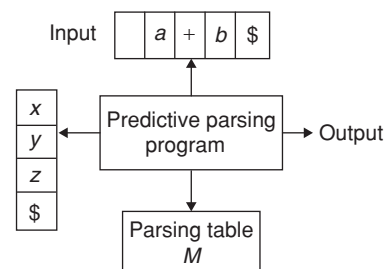 Input a + b $
x
y
z
$
Predictive parsing
program
Output
Parsing table
M